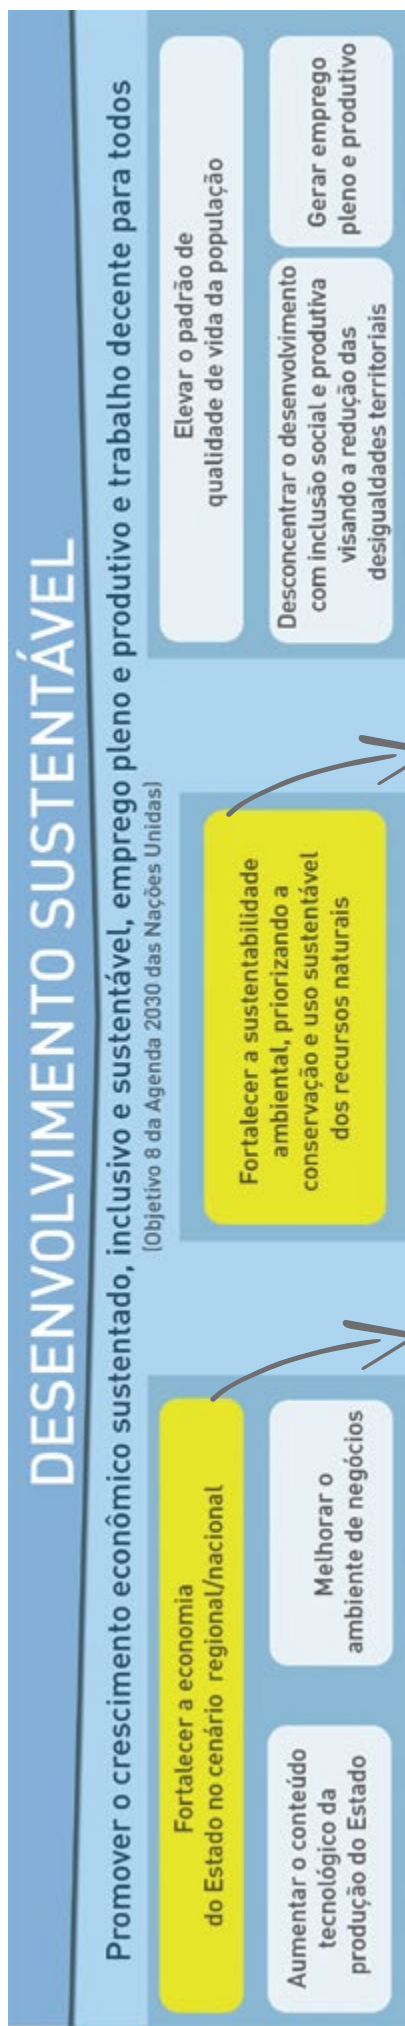 DESENVOLVIMENTO SUSTENTÁVEL
Promover o crescimento econômico sustentado, inclusivo e sustentável, emprego pleno e produtivo e trabalho decente para todos
(Objetivo 8 da Agenda 2030 das Nações Unidas)
Fortalecer a economia
do Estado no cenário regional/nacional
Aumentar o conteúdo
tecnológico da
produção do Estado
Melhorar o
ambiente de negócios
Fortalecer a sustentabilidade
ambiental, priorizando a
conservação e uso sustentável
dos recursos naturais
Elevar o padrão de
qualidade de vida da população
Desconcentrar o desenvolvimento
com inclusão social e produtiva
visando a redução das
desigualdades territoriais
Gerar emprego
pleno e produtivo